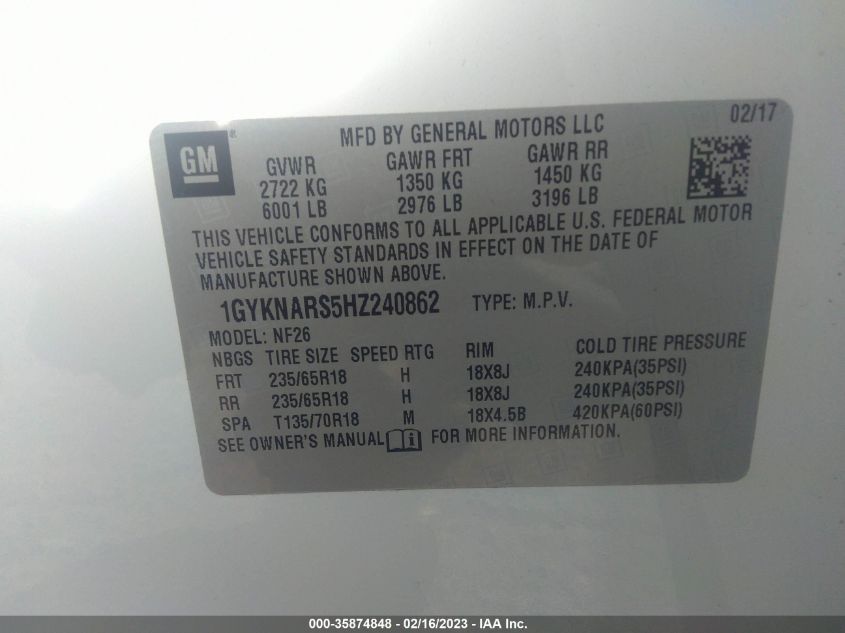 02/17
GM
MFD BY GENERAL MOTORS LLC
GVWR GAWR FRT GAWR RR
2722 KG 1350 KG 1450 KG
6001 LB 2976 LB 3196 LB
THIS VEHICLE CONFORMS TO ALL APPLICABLE U.S. FEDERAL MOTOR
VEHICLE SAFETY STANDARDS IN EFFECT ON THE DATE OF
MANUFACTURE SHOWN ABOVE.
1GYKNARS5HZ240862 TYPE: M.P.V.
MODEL: NF26
NBGS TIRE SIZE SPEED RTG RIM COLD TIRE PRESSURE
FRT 235/65R18 H 18X8J 240KPA(35PSI)
RR 235/65R18 H 18X8J 240KPA(35PSI)
SPA T135/70R18 M 18X4.5B 420KPA(60PSI)
SEE OWNER'S MANUAL i FOR MORE INFORMATION.
000-35874848 - 02/16/2023 - IAA Inc.